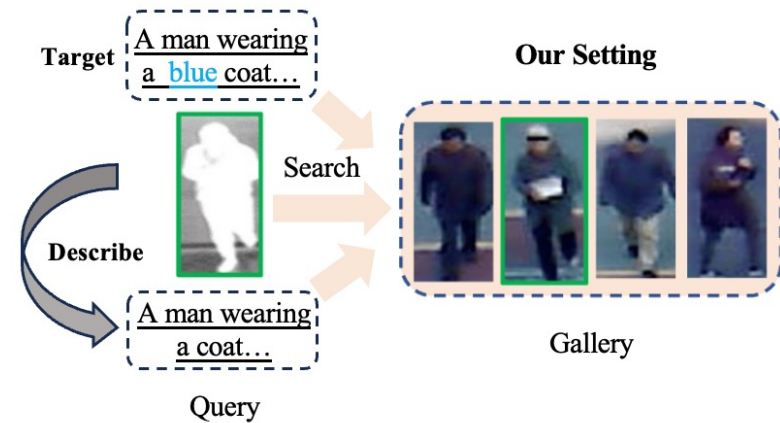 Target
A man wearing
a blue coat…
Our Setting
Search
Describe
A man wearing
a coat…
Gallery
Query